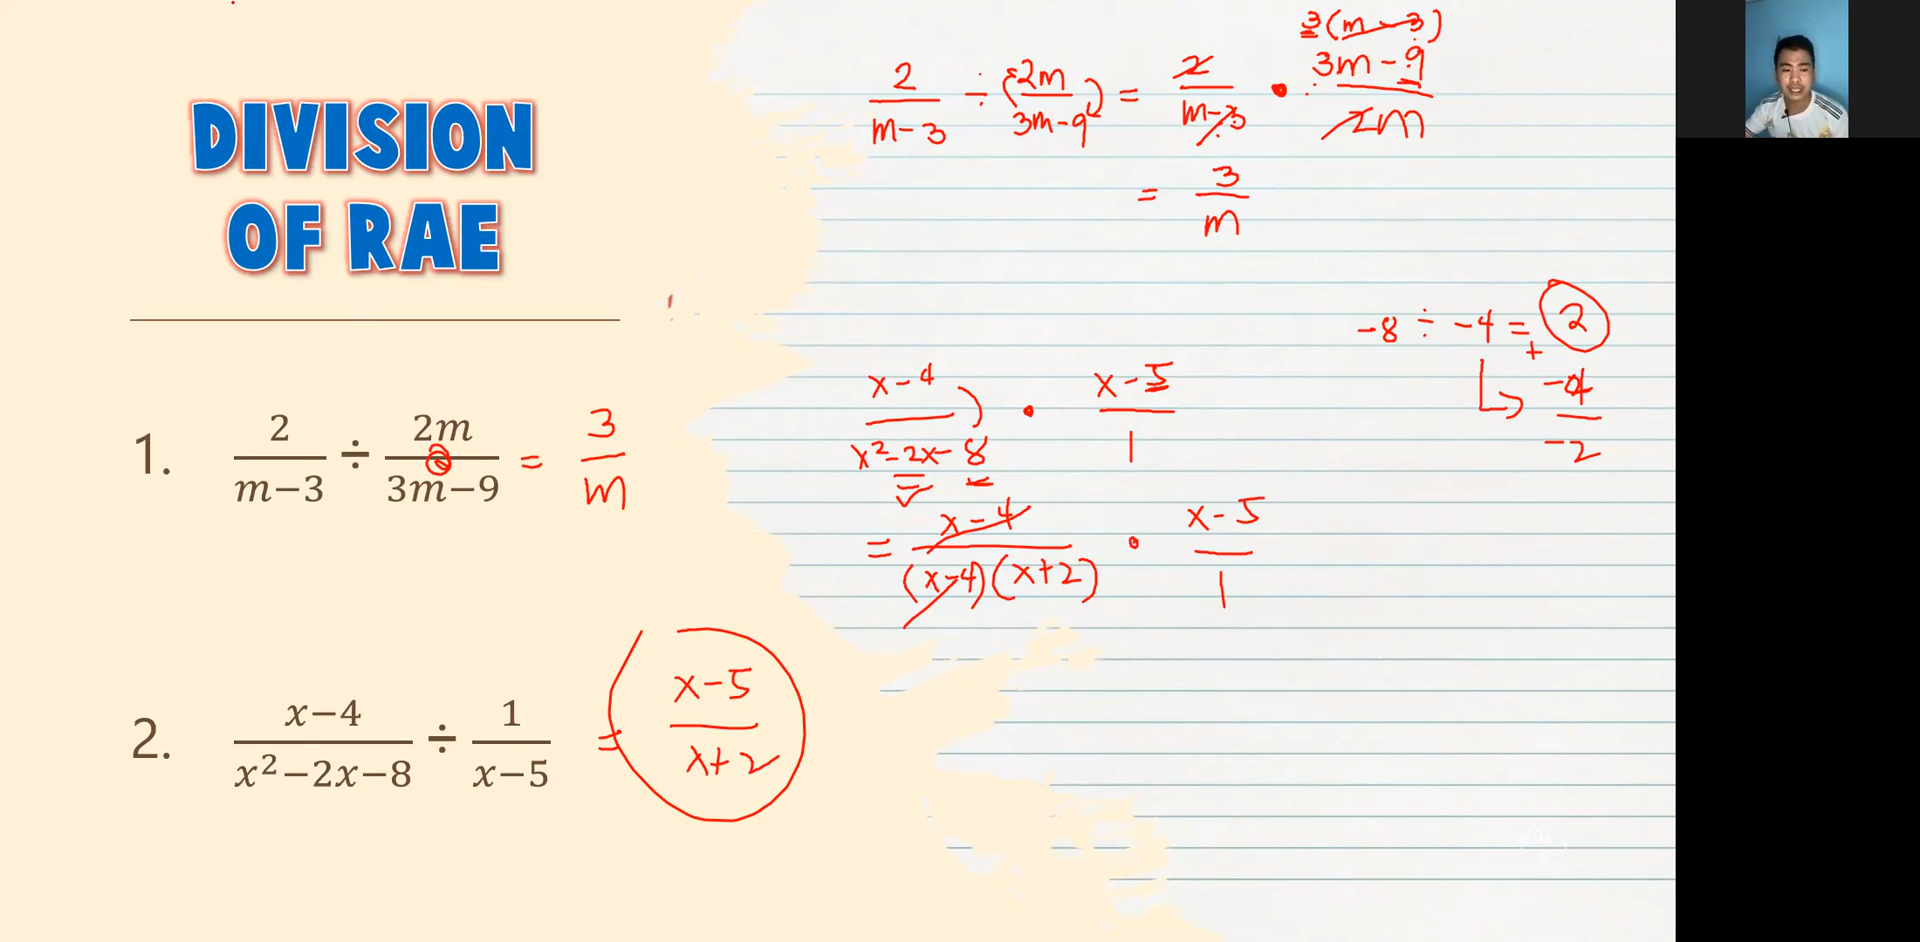 DIVISION
OF RAE
1. 2/(m−3) ÷ 2m/(3m−9) = 3/m
2. (x−4)/(x²−2x−8) ÷ 1/(x−5) = (x-5)/(x+2)
3(m-3)
2/(m-3) ÷ (2m/(3m-9)) = 2/(m-3) • (3m-9)/(2m)
= 3/m
-8 ÷ -4 = 2
+
-4
-2
(x-4)/(x²-2x-8) • (x-5)/1
= (x-4)/((x-4)(x+2)) • (x-5)/1